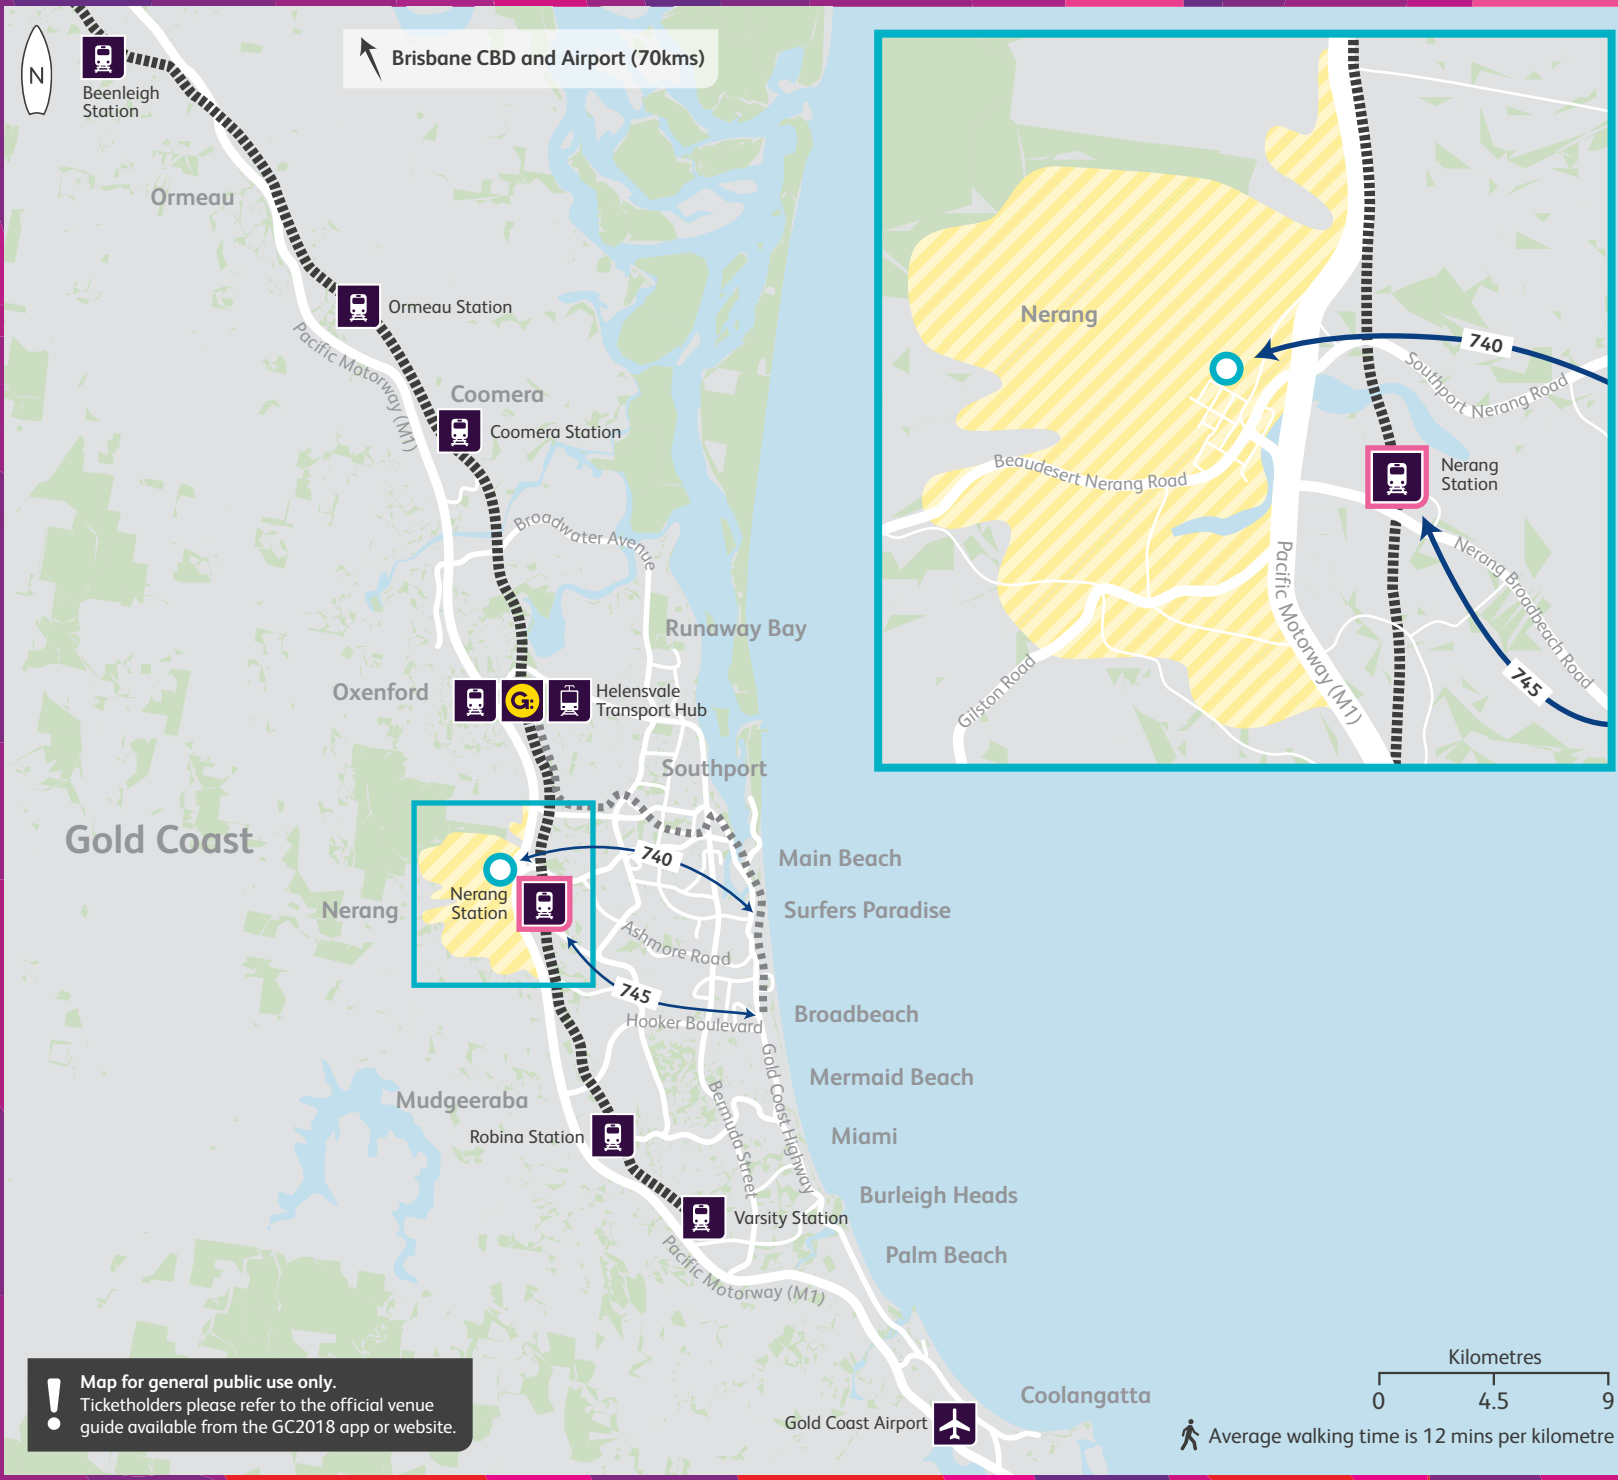 N
Beenleigh
Station
Brisbane CBD and Airport (70kms)
Ormeau
Ormeau Station
Pacific Motorway (M1)
Coomera
Coomera Station
Broadwater Avenue
Runaway Bay
Oxenford
G:
Helensvale
Transport Hub
Southport
Gold Coast
740
Main Beach
Nerang
Station
Nerang
Surfers Paradise
Ashmore Road
745
Broadbeach
Hooker Boulevard
Gold Coast Highway
Mermaid Beach
Mudgeeraba
Bermuda Street
Robina Station
Miami
Burleigh Heads
Varsity Station
Palm Beach
Pacific Motorway (M1)
Coolangatta
Gold Coast Airport
Nerang
740
Southport Nerang Road
Beaudesert Nerang Road
Nerang
Station
Pacific Motorway (M1)
Nerang Broadbeach Road
Gilston Road
745
! Map for general public use only.
Ticketholders please refer to the official venue
guide available from the GC2018 app or website.
Kilometres
0 4.5 9
Average walking time is 12 mins per kilometre